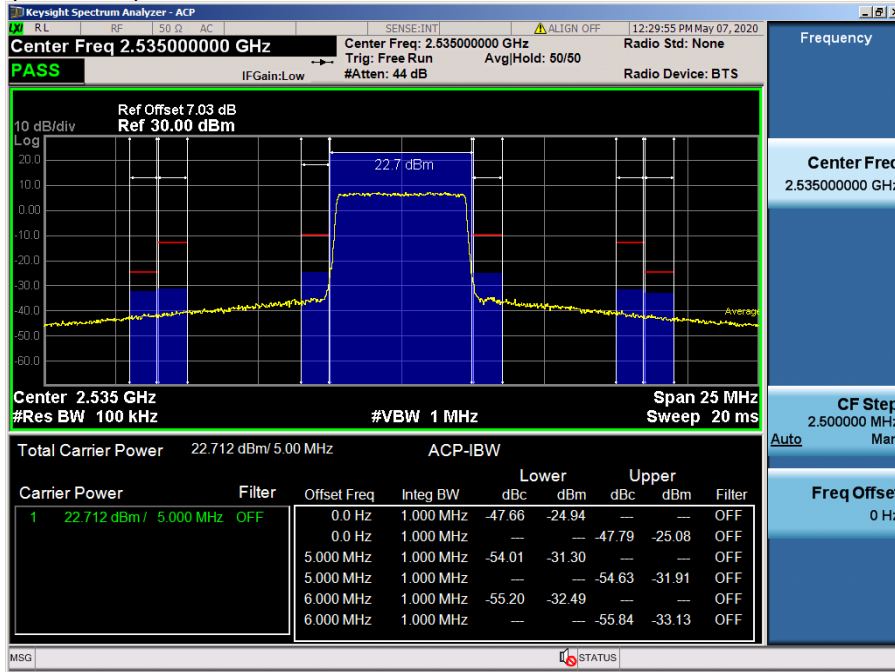 Keysight Spectrum Analyzer - ACP
LXI RL RF 50 Ω AC SENSE:INT ALIGN OFF 12:29:55 PM May 07, 2020
Center Freq 2.535000000 GHz
Center Freq: 2.535000000 GHz Radio Std: None
Trig: Free Run Avg|Hold: 50/50
PASS IFGain:Low #Atten: 44 dB Radio Device: BTS
Ref Offset 7.03 dB
10 dB/div Ref 30.00 dBm
Log
20.0
10.0
0.00
-10.0
-20.0
-30.0
-40.0
-50.0
-60.0
22.7 dBm
Average
Center 2.535 GHz Span 25 MHz
#Res BW 100 kHz #VBW 1 MHz Sweep 20 ms
Total Carrier Power 22.712 dBm/ 5.00 MHz ACP-IBW
Lower Upper
Carrier Power Filter Offset Freq Integ BW dBc dBm dBc dBm Filter
1 22.712 dBm / 5.000 MHz OFF 0.0 Hz 1.000 MHz -47.66 -24.94 --- --- OFF
0.0 Hz 1.000 MHz --- --- -47.79 -25.08 OFF
5.000 MHz 1.000 MHz -54.01 -31.30 --- --- OFF
5.000 MHz 1.000 MHz --- --- -54.63 -31.91 OFF
6.000 MHz 1.000 MHz -55.20 -32.49 --- --- OFF
6.000 MHz 1.000 MHz --- --- -55.84 -33.13 OFF
MSG STATUS
Frequency
Center Freq
2.535000000 GHz
CF Step
2.500000 MHz
Auto Man
Freq Offset
0 Hz